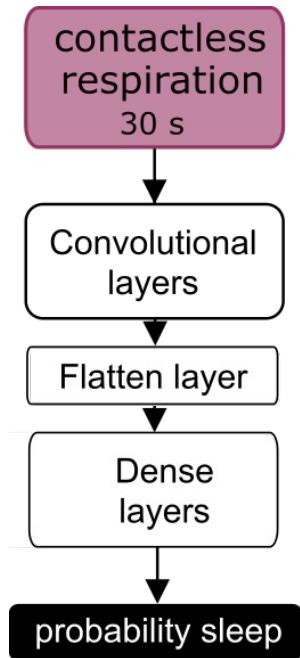 contactless
respiration
30 s
Convolutional
layers
Flatten layer
Dense
layers
probability sleep